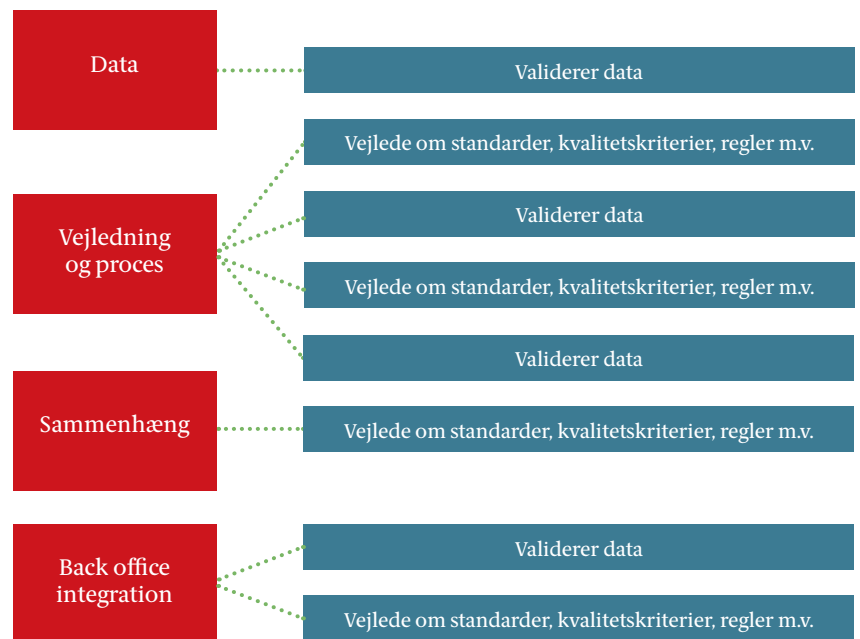 Data
Validerer data
Vejlede om standarder, kvalitetskriterier, regler m.v.
Vejledning
og proces
Validerer data
Vejlede om standarder, kvalitetskriterier, regler m.v.
Validerer data
Sammenhæng
Vejlede om standarder, kvalitetskriterier, regler m.v.
Back office
integration
Validerer data
Vejlede om standarder, kvalitetskriterier, regler m.v.